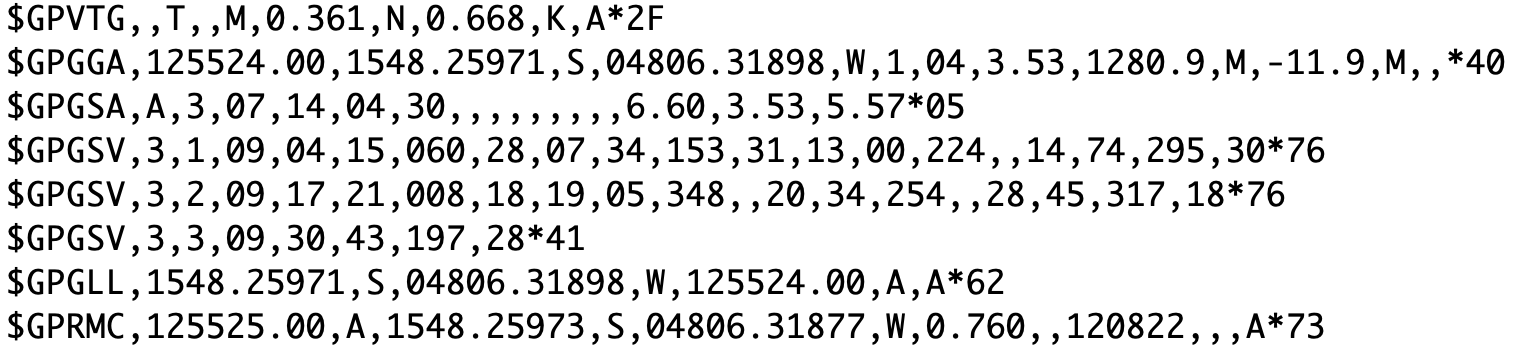 $GPVTG,,T,,M,0.361,N,0.668,K,A*2F
$GPGGA,125524.00,1548.25971,S,04806.31898,W,1,04,3.53,1280.9,M,-11.9,M,,*40
$GPGSA,A,3,07,14,04,30,,,,,,,,,6.60,3.53,5.57*05
$GPGSV,3,1,09,04,15,060,28,07,34,153,31,13,00,224,,14,74,295,30*76
$GPGSV,3,2,09,17,21,008,18,19,05,348,,20,34,254,,28,45,317,18*76
$GPGSV,3,3,09,30,43,197,28*41
$GPGLL,1548.25971,S,04806.31898,W,125524.00,A,A*62
$GPRMC,125525.00,A,1548.25973,S,04806.31877,W,0.760,,120822,,,A*73